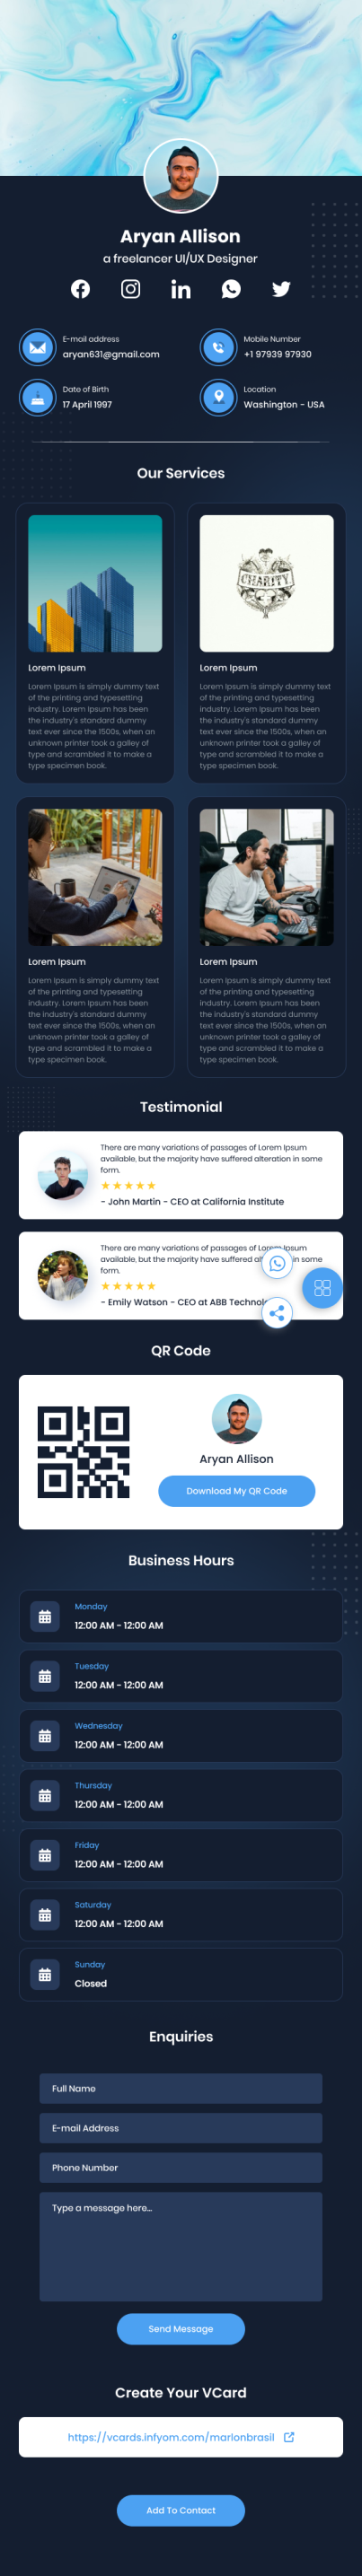 Aryan Allison
a freelancer UI/UX Designer
E-mail address
aryan631@gmail.com
Mobile Number
+1 97939 97930
Date of Birth
17 April 1997
Location
Washington - USA
Our Services
Lorem Ipsum
Lorem Ipsum is simply dummy text
of the printing and typesetting
industry. Lorem Ipsum has been
the industry's standard dummy
text ever since the 1500s, when an
unknown printer took a galley of
type and scrambled it to make a
type specimen book.
CHARITY
Lorem Ipsum
Lorem Ipsum is simply dummy text
of the printing and typesetting
industry. Lorem Ipsum has been
the industry's standard dummy
text ever since the 1500s, when an
unknown printer took a galley of
type and scrambled it to make a
type specimen book.
Lorem Ipsum
Lorem Ipsum is simply dummy text
of the printing and typesetting
industry. Lorem Ipsum has been
the industry's standard dummy
text ever since the 1500s, when an
unknown printer took a galley of
type and scrambled it to make a
type specimen book.
Lorem Ipsum
Lorem Ipsum is simply dummy text
of the printing and typesetting
industry. Lorem Ipsum has been
the industry's standard dummy
text ever since the 1500s, when an
unknown printer took a galley of
type and scrambled it to make a
type specimen book.
Testimonial
There are many variations of passages of Lorem Ipsum
available, but the majority have suffered alteration in some
form.
- John Martin - CEO at California Institute
There are many variations of passages of Ipsum
available, but the majority have suffered alteration in some
form.
- Emily Watson - CEO at ABB
QR Code
Aryan Allison
Download My QR Code
Business Hours
Monday
12:00 AM - 12:00 AM
Tuesday
12:00 AM - 12:00 AM
Wednesday
12:00 AM - 12:00 AM
Thursday
12:00 AM - 12:00 AM
Friday
12:00 AM - 12:00 AM
Saturday
12:00 AM - 12:00 AM
Sunday
Closed
Enquiries
Full Name
E-mail Address
Phone Number
Type a message here...
Send Message
Create Your VCard
https://vcards.infyom.com/marlonbrasil
Add To Contact